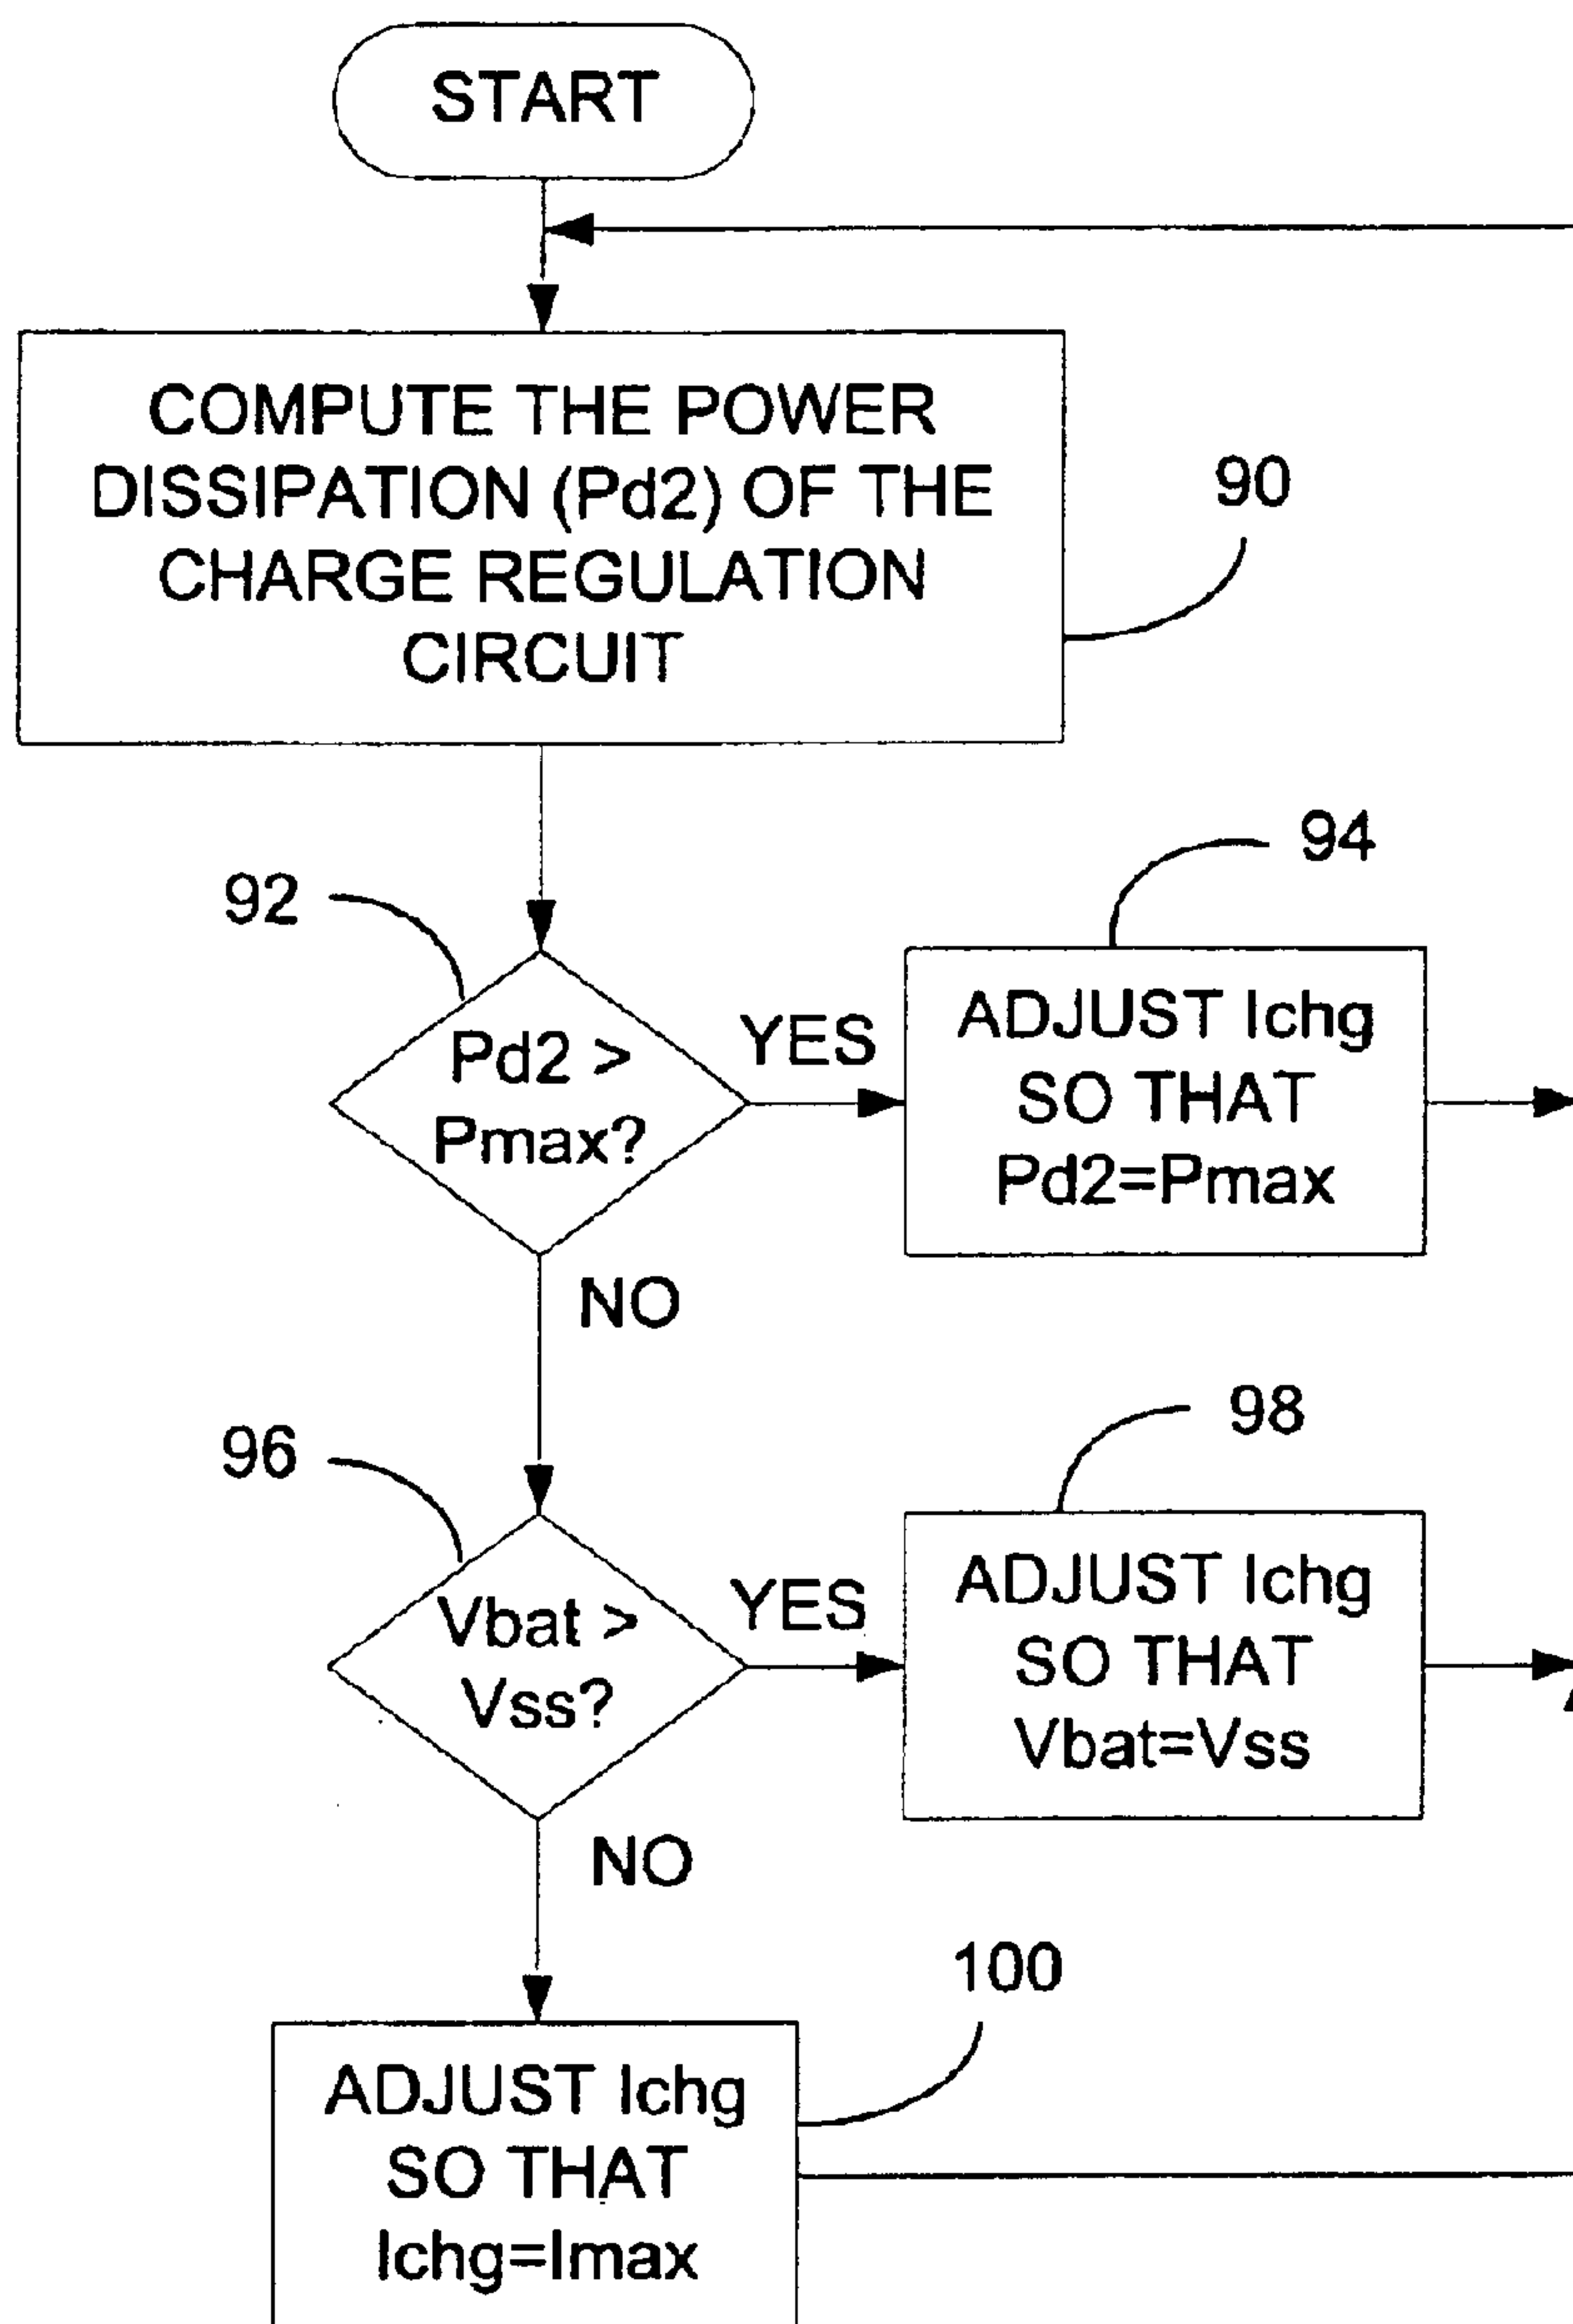 START
COMPUTE THE POWER
DISSIPATION (Pd2) OF THE
CHARGE REGULATION
CIRCUIT
90
92
Pd2 >
Pmax?
YES
94
ADJUST Ichg
SO THAT
Pd2=Pmax
NO
96
Vbat >
Vss?
YES
98
ADJUST Ichg
SO THAT
Vbat=Vss
NO
100
ADJUST Ichg
SO THAT
Ichg=Imax